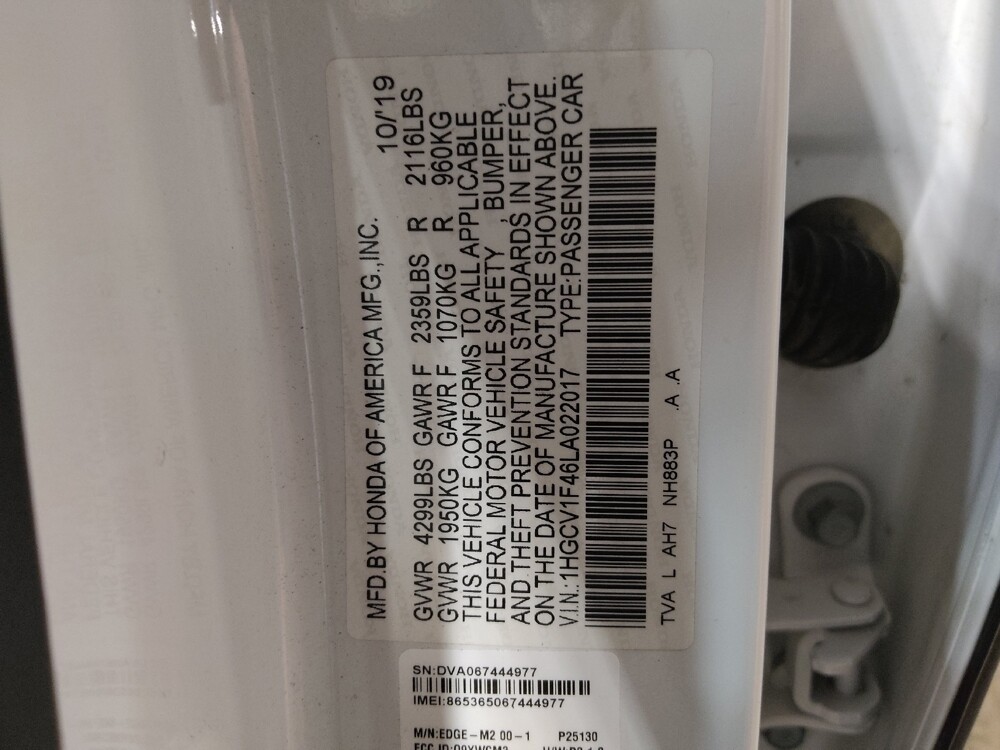 MFD.BY HONDA OF AMERICA MFG.,INC. 10/'19
GVWR 4299LBS GAWR F 2359LBS R 2116LBS
GVWR 1950KG GAWR F 1070KG R 960KG
THIS VEHICLE CONFORMS TO ALL APPLICABLE
FEDERAL MOTOR VEHICLE SAFETY , BUMPER,
AND THEFT PREVENTION STANDARDS IN EFFECT
ON THE DATE OF MANUFACTURE SHOWN ABOVE.
V.I.N.:1HGCV1F46LA022017 TYPE:PASSENGER CAR
TVA L AH7 NH883P .A .A
SN:DVA067444977
IMEI:865365067444977
M/N:EDGE-M2 00-1 P25130
FCC ID: